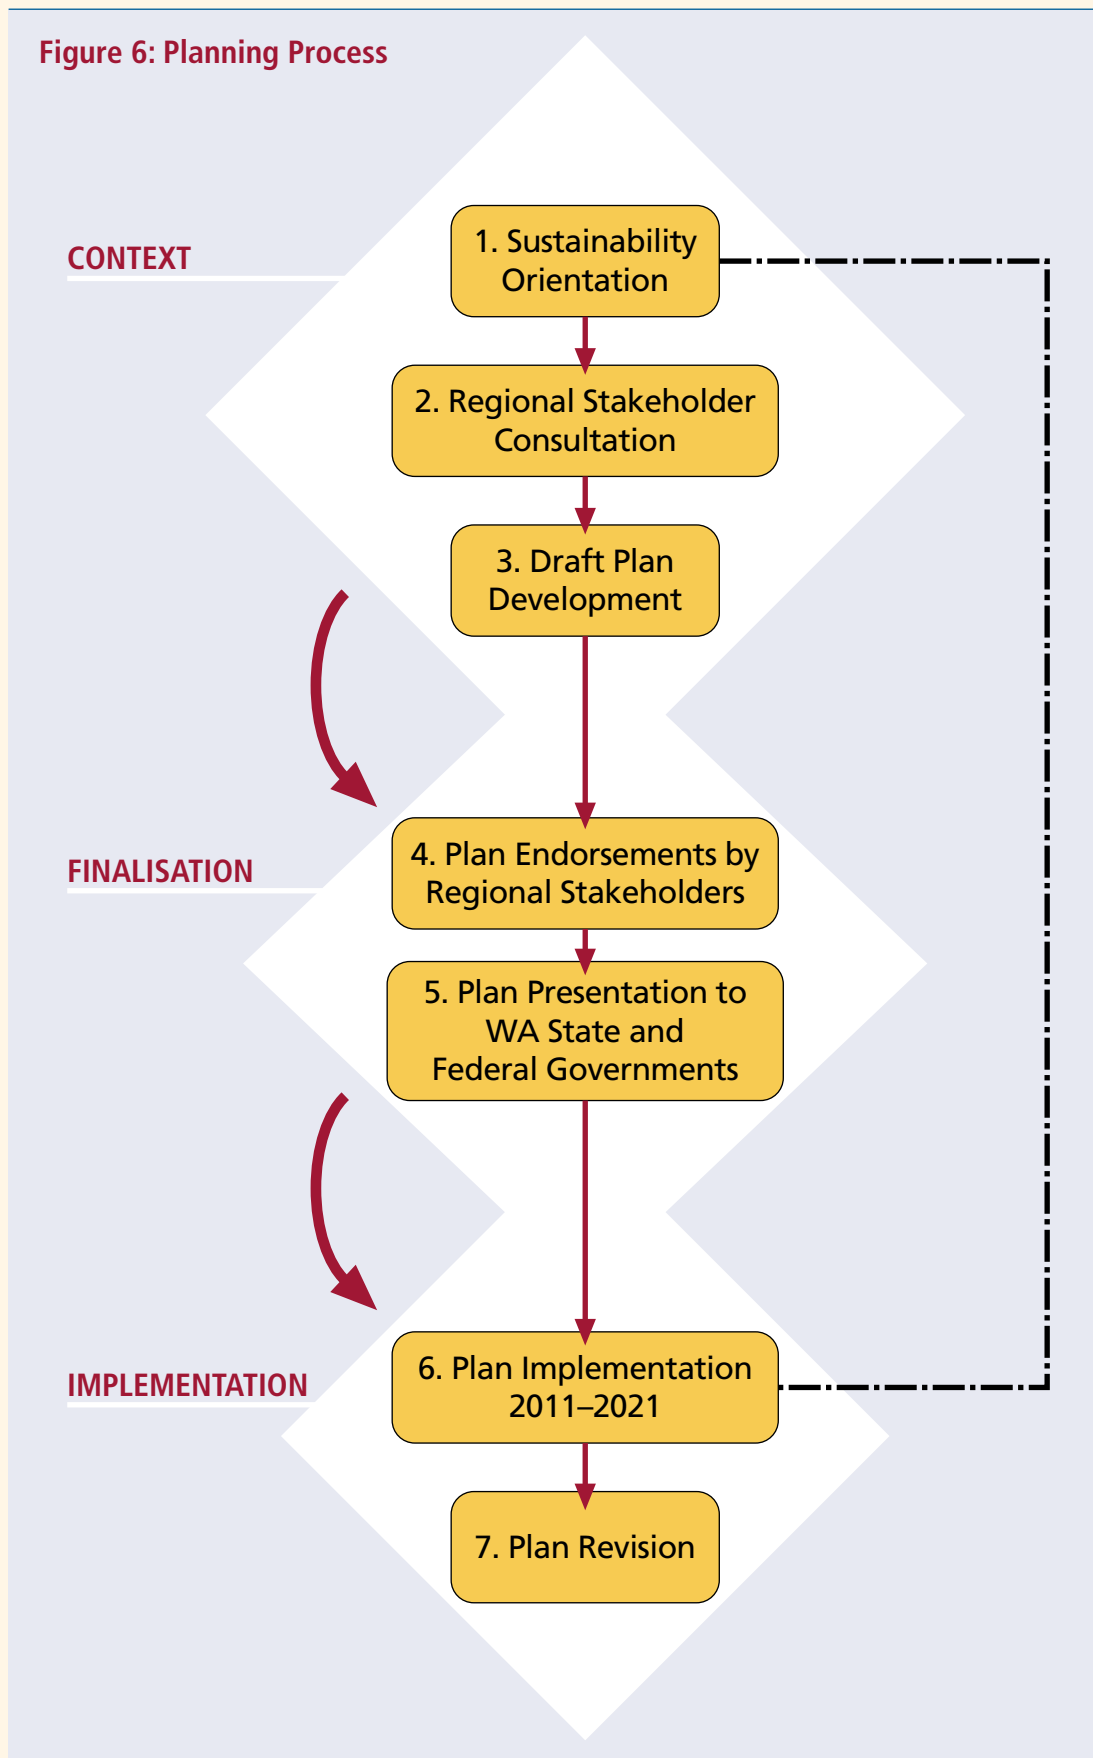 Figure 6: Planning Process
CONTEXT
1. Sustainability
Orientation
2. Regional Stakeholder
Consultation
3. Draft Plan
Development
FINALISATION
4. Plan Endorsements by
Regional Stakeholders
5. Plan Presentation to
WA State and
Federal Governments
IMPLEMENTATION
6. Plan Implementation
2011–2021
7. Plan Revision